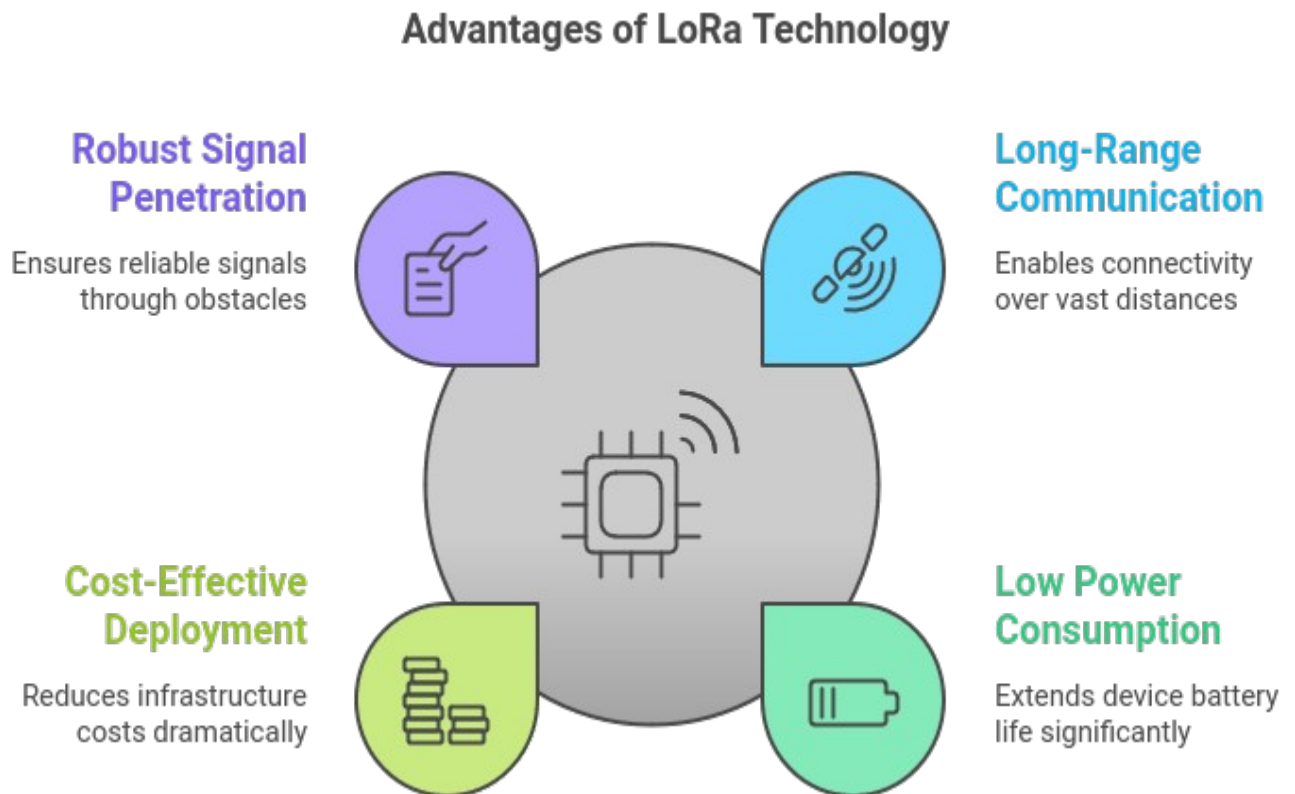 Advantages of LoRa Technology
Robust Signal
Penetration
Ensures reliable signals
through obstacles
Long-Range
Communication
Enables connectivity
over vast distances
Cost-Effective
Deployment
Reduces infrastructure
costs dramatically
Low Power
Consumption
Extends device battery
life significantly